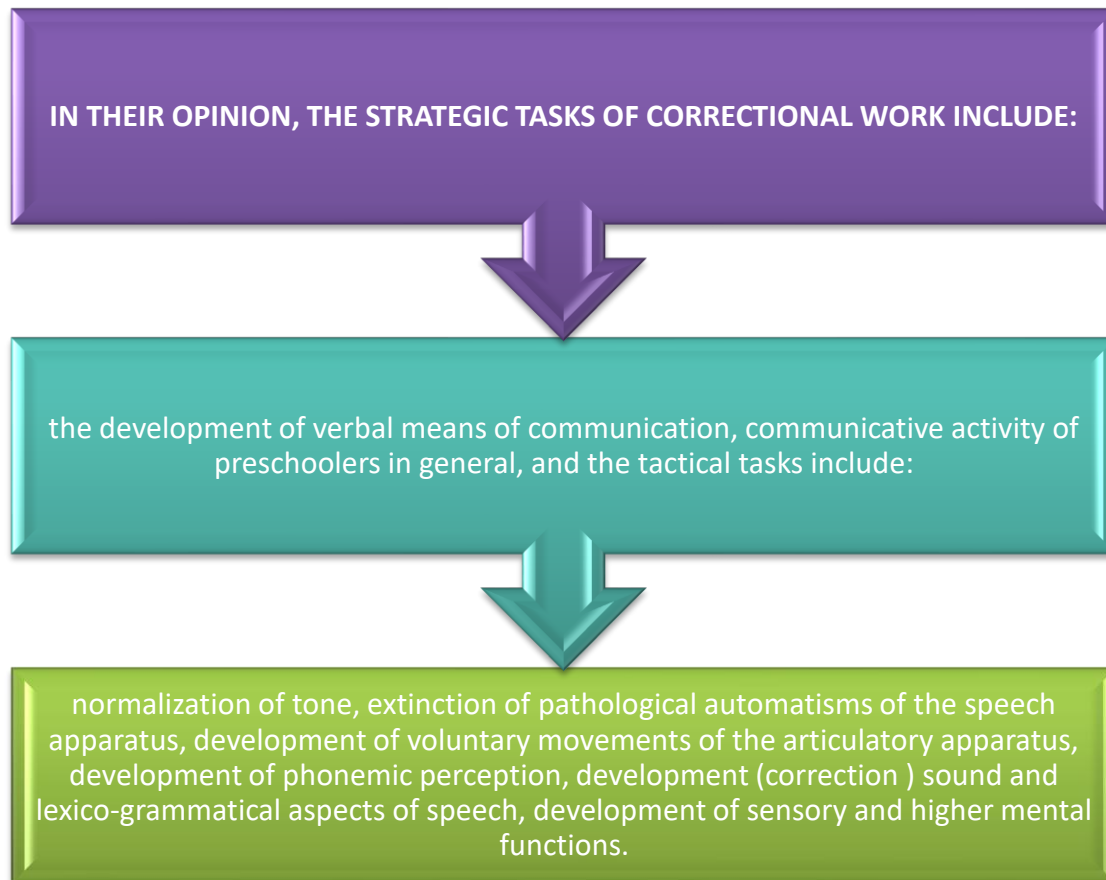 IN THEIR OPINION, THE STRATEGIC TASKS OF CORRECTIONAL WORK INCLUDE:
the development of verbal means of communication, communicative activity of
preschoolers in general, and the tactical tasks include:
normalization of tone, extinction of pathological automatisms of the speech
apparatus, development of voluntary movements of the articulatory apparatus,
development of phonemic perception, development (correction ) sound and
lexico-grammatical aspects of speech, development of sensory and higher mental
functions.